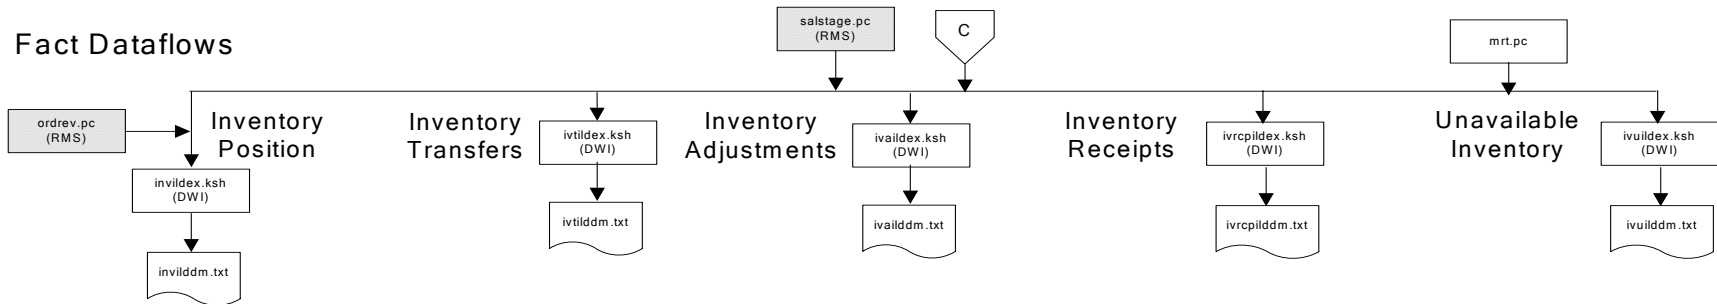 Fact Dataflows
salstage.pc
(RMS)
C
mrt.pc
ordrev.pc
(RMS)
Inventory
Position
Inventory
Transfers
ivtildex.ksh
(DWI)
Inventory
Adjustments
ivaildex.ksh
(DWI)
Inventory
Receipts
ivrcpildex.ksh
(DWI)
Unavailable
Inventory
ivuildex.ksh
(DWI)
invildex.ksh
(DWI)
ivtilddm.txt
ivailddm.txt
ivrcpilddm.txt
ivuilddm.txt
invilddm.txt